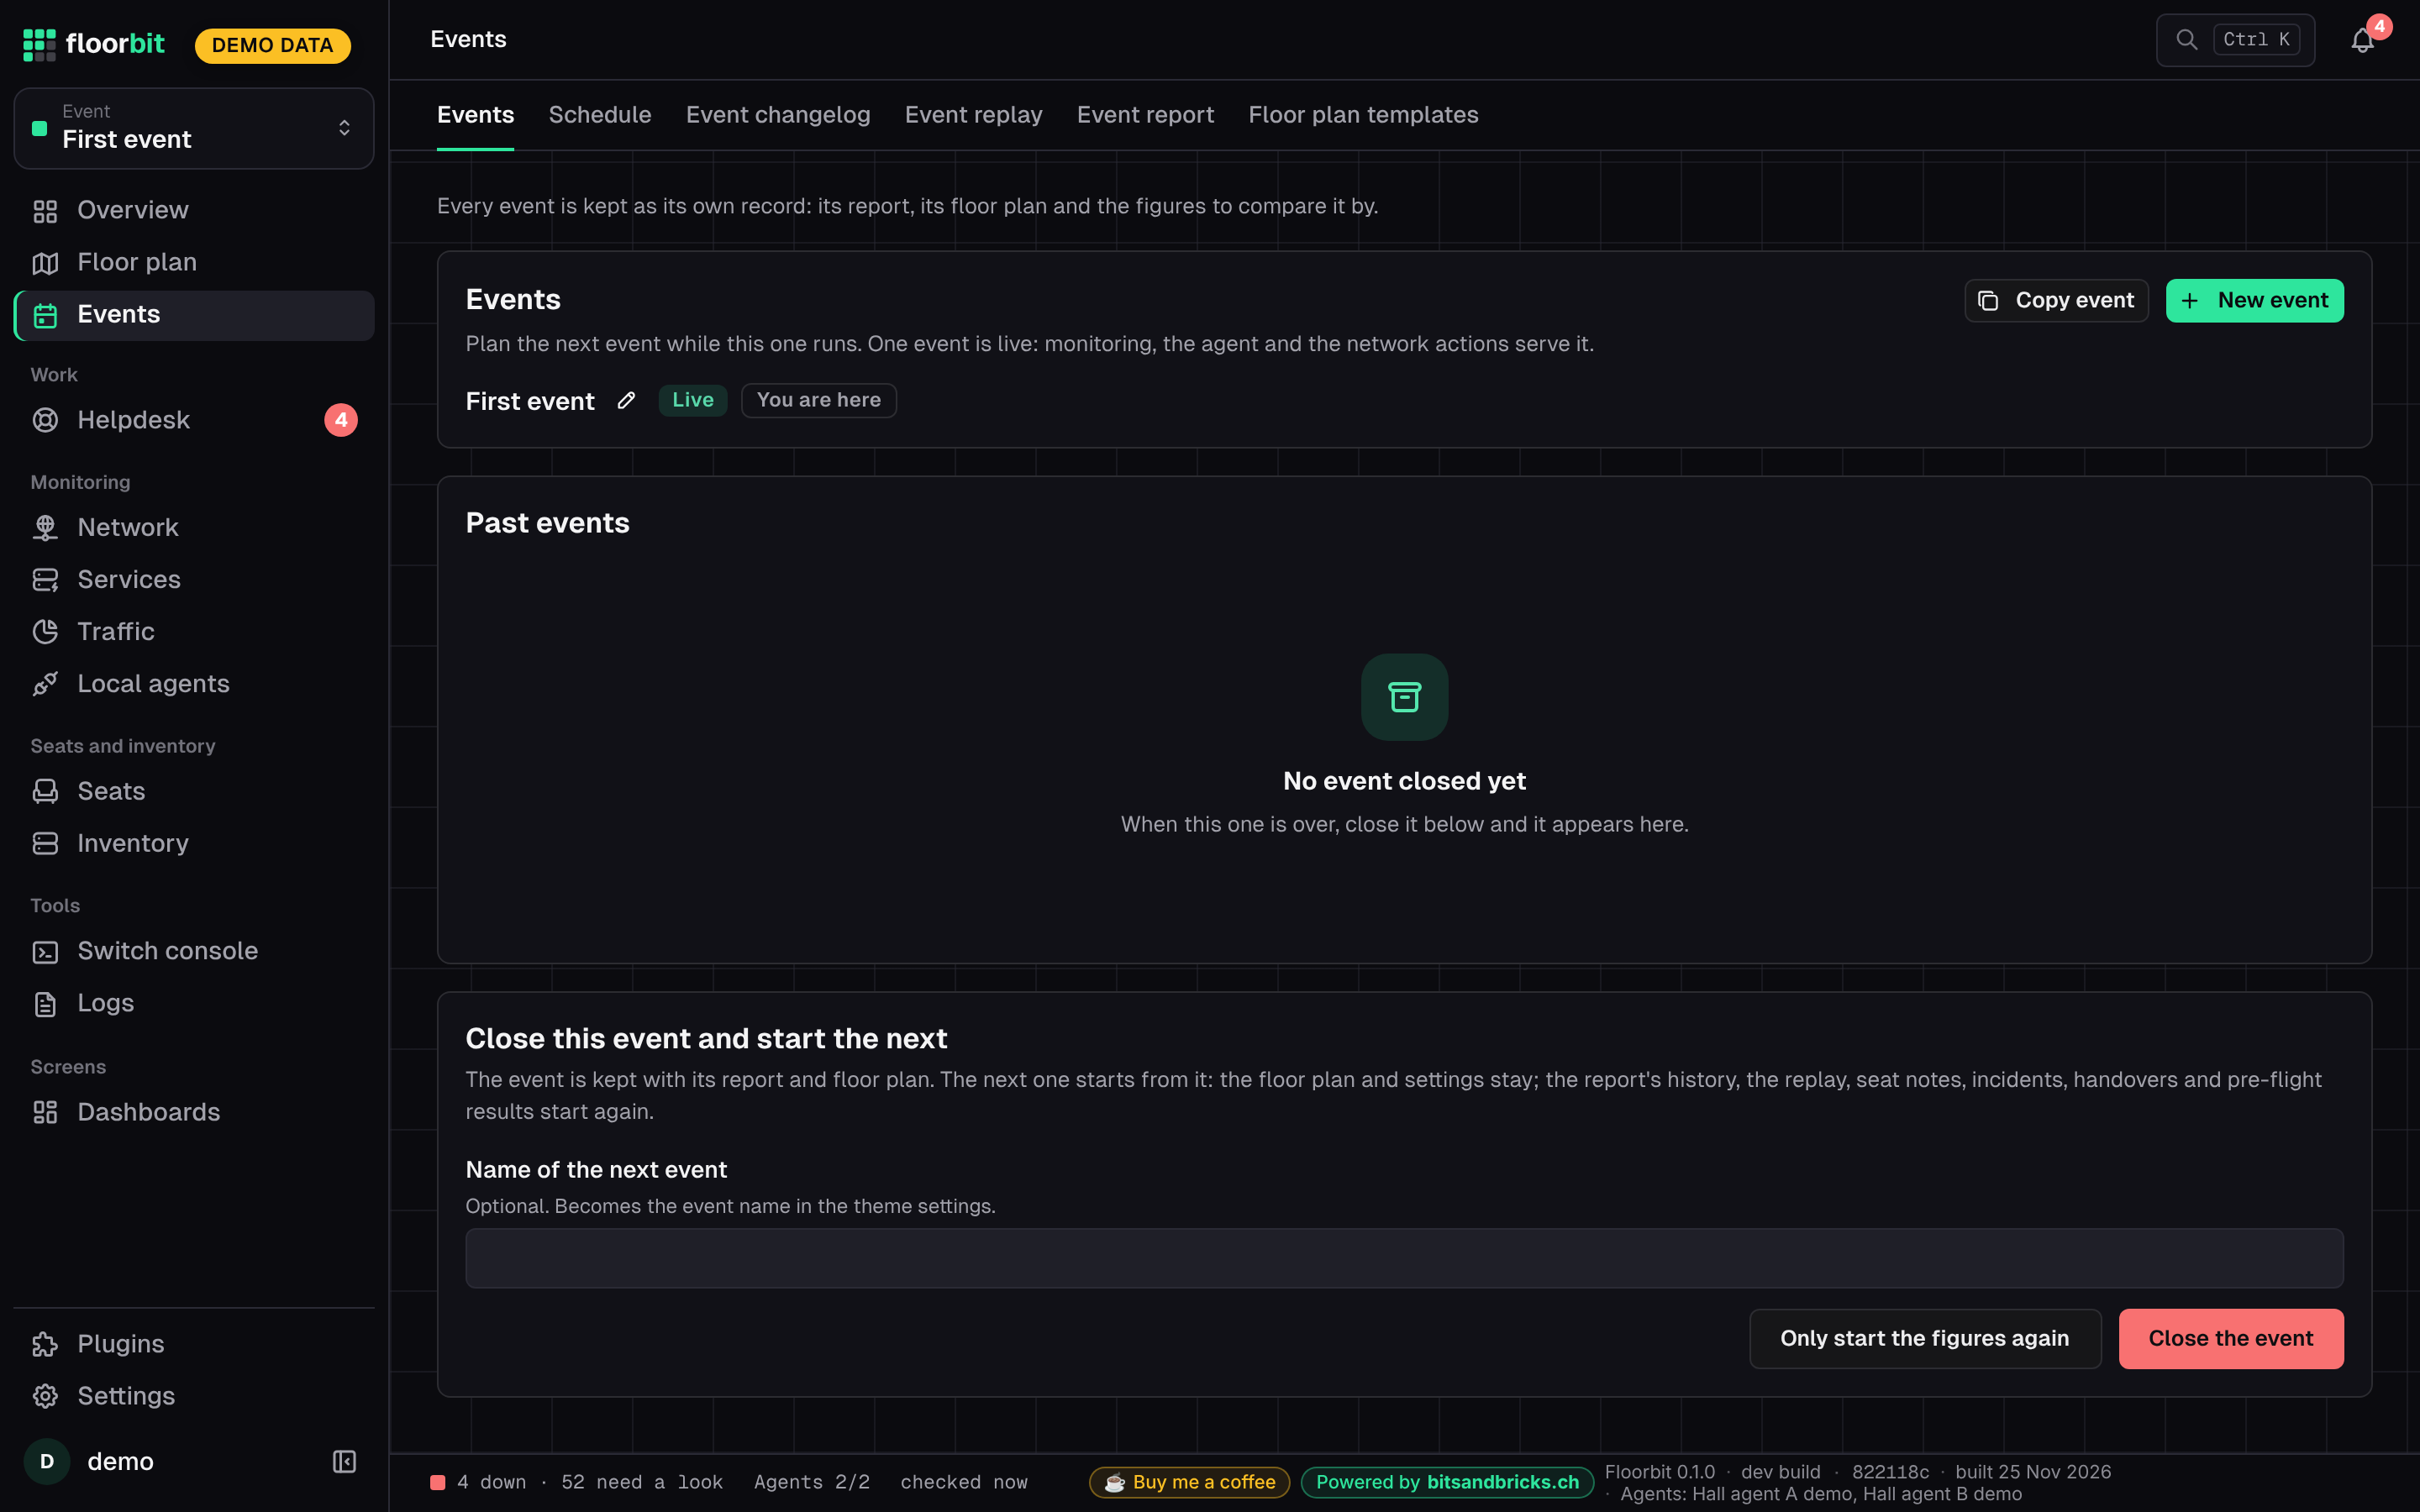 floorbit
DEMO DATA
Event
First event
Overview
Floor plan
Events
Work
Helpdesk
4
Monitoring
Network
Services
Traffic
Local agents
Seats and inventory
Seats
Inventory
Tools
Switch console
Logs
Screens
Dashboards
Plugins
Settings
D
demo
Events
Ctrl K
4
Events
Schedule
Event changelog
Event replay
Event report
Floor plan templates
Every event is kept as its own record: its report, its floor plan and the figures to compare it by.
Events
Copy event
New event
Plan the next event while this one runs. One event is live: monitoring, the agent and the network actions serve it.
First event
Live
You are here
Past events
No event closed yet
When this one is over, close it below and it appears here.
Close this event and start the next
The event is kept with its report and floor plan. The next one starts from it: the floor plan and settings stay; the report's history, the replay, seat notes, incidents, handovers and pre-flight
results start again.
Name of the next event
Optional. Becomes the event name in the theme settings.
Only start the figures again
Close the event
4 down · 52 need a look
Agents 2/2
checked now
Buy me a coffee
Powered by bitsandbricks.ch
Floorbit 0.1.0 · dev build · 822118c · built 25 Nov 2026
· Agents: Hall agent A demo, Hall agent B demo